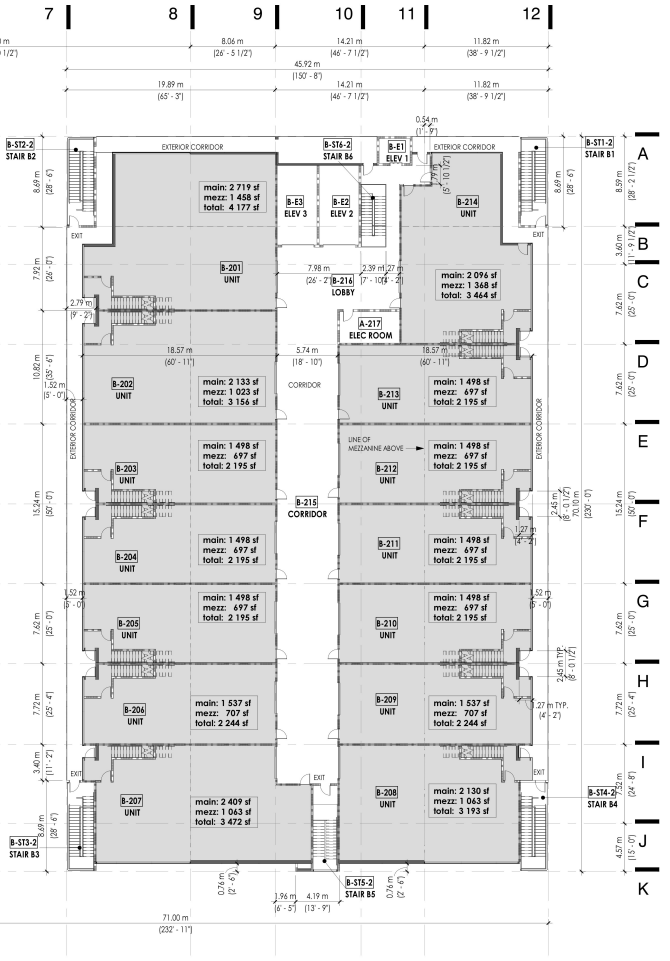 7 8 9 10 11 12
8.06 m 14.21 m 11.82 m
(26' - 5 1/2") (46' - 7 1/2") (38' - 9 1/2")
45.92 m
(150' - 8")
19.89 m 14.21 m 11.82 m
(65' - 3") (46' - 7 1/2") (38' - 9 1/2")
0.54 m
(1' - 9")
B-ST2-2
STAIR B2
EXTERIOR CORRIDOR
B-ST6-2
STAIR B6
B-E1
ELEV 1
EXTERIOR CORRIDOR
B-ST1-2
STAIR B1
A
8.69 m
(28' - 6")
(5' - 10 1/2")
8.69 m
(28' - 6")
8.59 m
(28' - 2 1/2")
main: 2 719 sf
mezz: 1 458 sf
total: 4 177 sf
B-E3
ELEV 3
B-E2
ELEV 2
B-214
UNIT
EXIT
EXIT
B
3.60 m
11' - 9 1/2")
7.92 m
(26' - 0")
B-201
UNIT
7.98 m
(26' - 2")
2.39 m
B-216
LOBBY
main: 2 096 sf
mezz: 1 368 sf
total: 3 464 sf
C
7.62 m
(25' - 0")
2.79 m
(9' - 2")
A-217
ELEC ROOM
18.57 m
(60' - 11")
5.74 m
(18' - 10")
18.57 m
(60' - 11")
D
7.62 m
(25' - 0")
10.82 m
(35' - 6")
1.52 m
(5' - 0")
B-202
UNIT
main: 2 133 sf
mezz: 1 023 sf
total: 3 156 sf
CORRIDOR
B-213
UNIT
main: 1 498 sf
mezz: 697 sf
total: 2 195 sf
EXTERIOR CORRIDOR
EXTERIOR CORRIDOR
E
B-203
UNIT
main: 1 498 sf
mezz: 697 sf
total: 2 195 sf
LINE OF
MEZZANINE ABOVE
B-212
UNIT
main: 1 498 sf
mezz: 697 sf
total: 2 195 sf
15.24 m
(50' - 0")
B-215
CORRIDOR
2.45 m
(8' - 0 1/2")
70.10 m
(230' - 0")
15.24 m
(50' - 0")
F
1.27 m
(4' - 2")
B-204
UNIT
main: 1 498 sf
mezz: 697 sf
total: 2 195 sf
B-211
UNIT
main: 1 498 sf
mezz: 697 sf
total: 2 195 sf
1.52 m
(5' - 0")
.52 m
(5' - 0")
G
7.62 m
(25' - 0")
B-205
UNIT
main: 1 498 sf
mezz: 697 sf
total: 2 195 sf
B-210
UNIT
main: 1 498 sf
mezz: 697 sf
total: 2 195 sf
7.62 m
(25' - 0")
2.45 m TYP.
(8' - 0 1/2")
H
7.72 m
(25' - 4")
B-206
UNIT
main: 1 537 sf
mezz: 707 sf
total: 2 244 sf
B-209
UNIT
main: 1 537 sf
mezz: 707 sf
total: 2 244 sf
1.27 m TYP.
(4' - 2")
7.72 m
(25' - 4")
3.40 m
(11' - 2")
EXIT
EXIT
EXIT
I
7.52 m
(24' - 8")
B-207
UNIT
main: 2 409 sf
mezz: 1 063 sf
total: 3 472 sf
B-208
UNIT
main: 2 130 sf
mezz: 1 063 sf
total: 3 193 sf
B-ST4-2
STAIR B4
8.69 m
(28' - 6")
B-ST3-2
STAIR B3
J
4.57 m
(15' - 0")
0.76 m
(2' - 6")
B-ST5-2
STAIR B5
0.76 m
(2' - 6")
K
1.96 m 4.19 m
(6' - 5") (13' - 9")
71.00 m
(232' - 11")